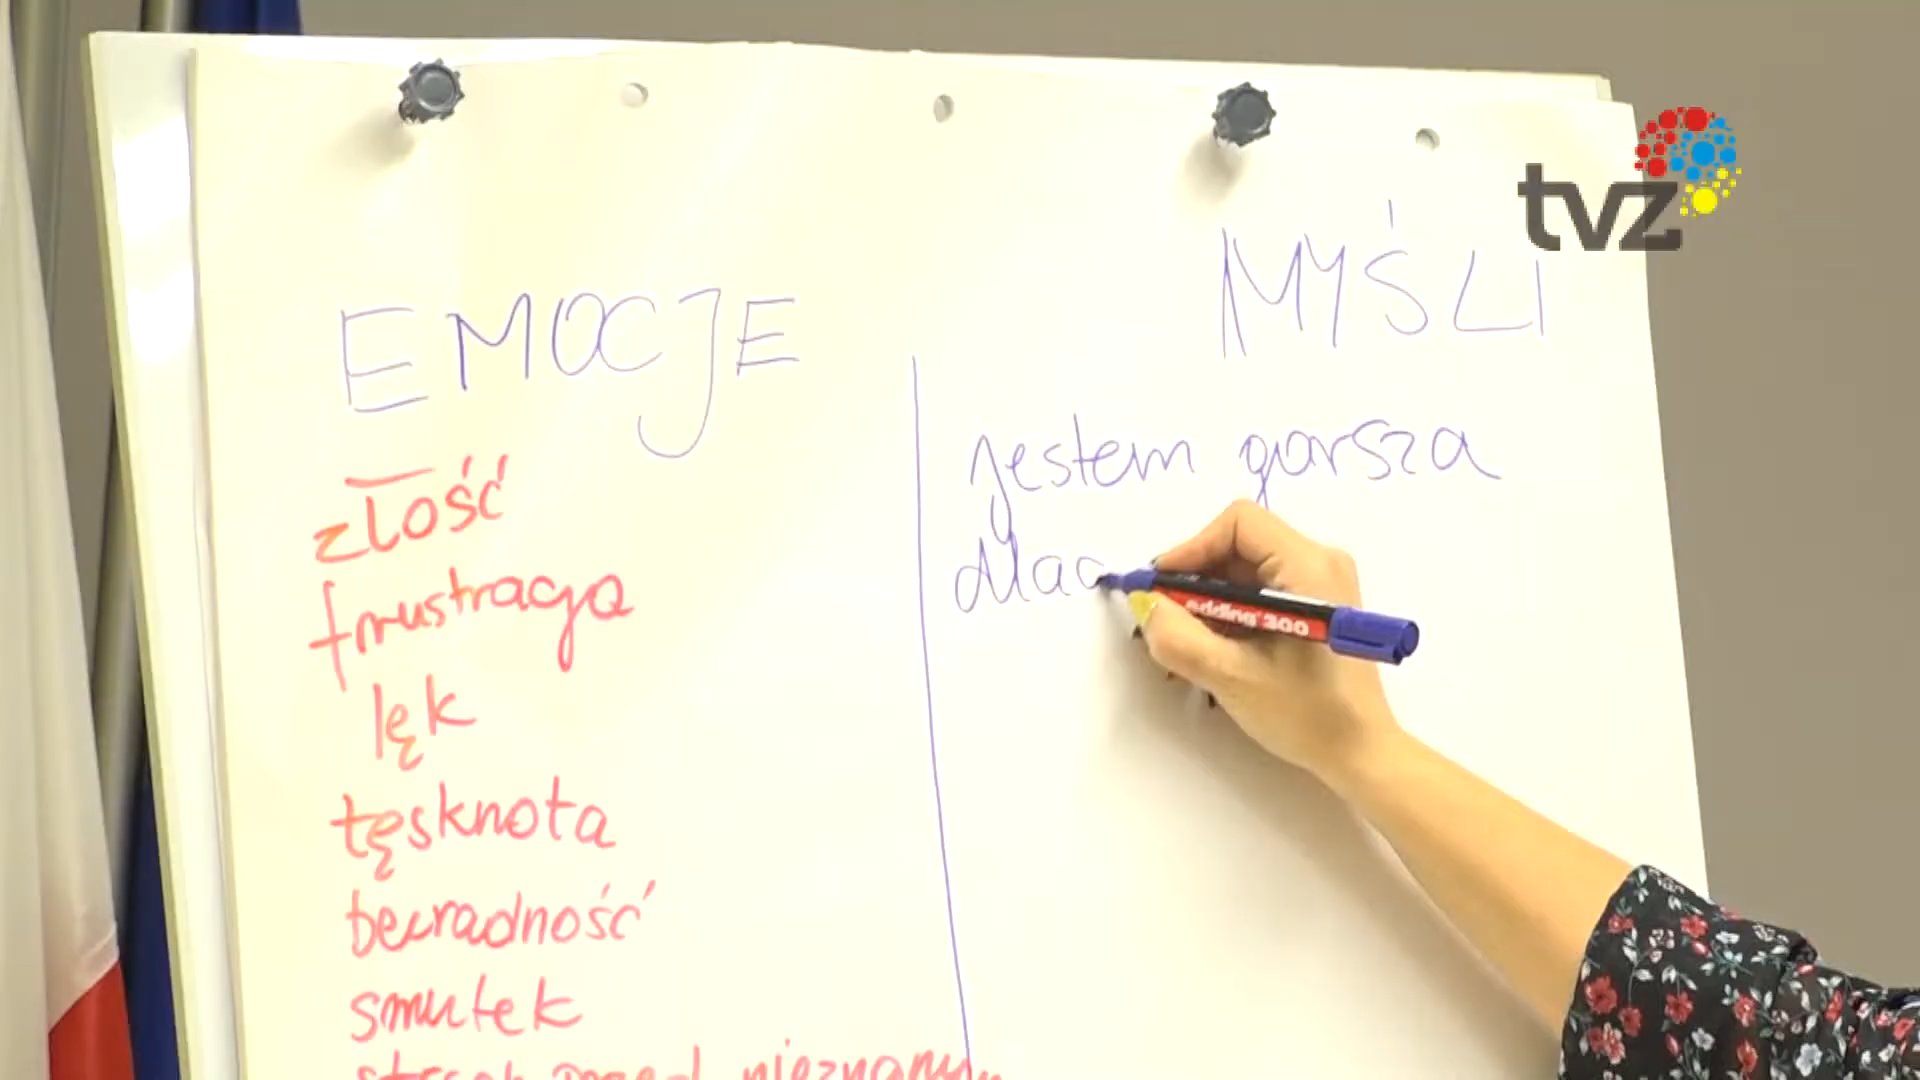 tvz
EMOCJE
MYŚLI
złość
frustracja
lęk
tęsknota
bezradność
smutek
jestem gorsza
edding 300